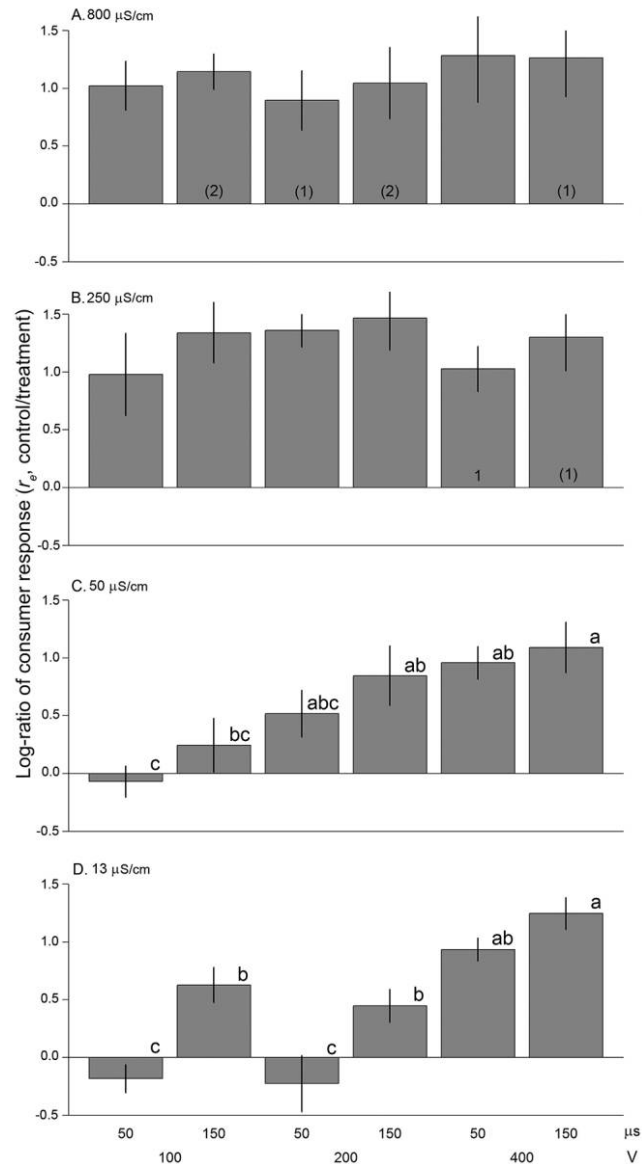 A. 800 μS/cm
1.5
1.0
0.5
0.0
-0.5
(2)
(1)
(2)
(1)
B. 250 μS/cm
1.5
1.0
0.5
0.0
-0.5
1
(1)
Log-ratio of consumer response (re, control/treatment)
C. 50 μS/cm
1.5
1.0
0.5
0.0
-0.5
c
bc
abc
ab
ab
a
D. 13 μS/cm
1.5
1.0
0.5
0.0
-0.5
c
b
c
b
ab
a
50 150 50 150 50 150 μs
100 200 400 V